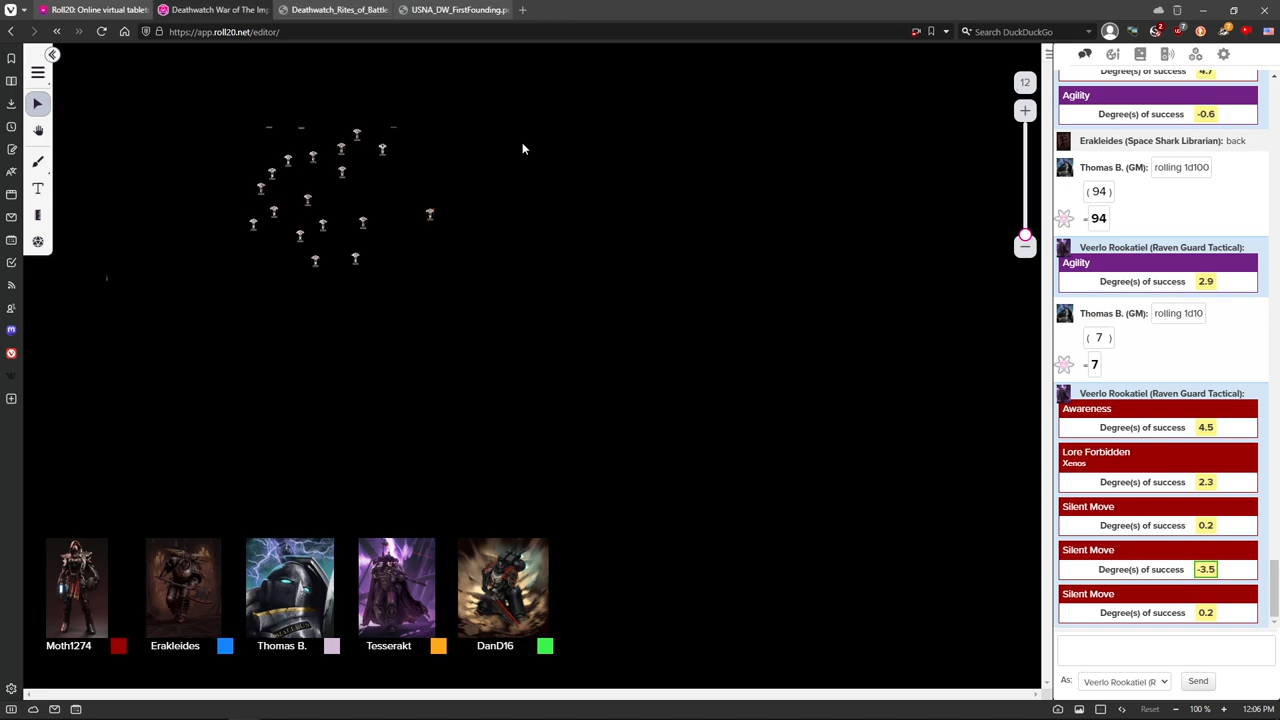 Roll20: Online virtual tablet
Deathwatch War of The Imp
Deathwatch_Rites_of_Battle
USNA_DW_FirstFounding.p
https://app.roll20.net/editor/
Search DuckDuckGo
2
7
7
12
4.7
Degree(s) of success
Agility
Degree(s) of success -0.6
Erakleides (Space Shark Librarian): back
Thomas B. (GM): rolling 1d100
( 94 )
= 94
Veerlo Rookatiel (Raven Guard Tactical):
Agility
Degree(s) of success 2.9
Thomas B. (GM): rolling 1d10
( 7 )
= 7
Veerlo Rookatiel (Raven Guard Tactical):
Awareness
Degree(s) of success 4.5
Lore Forbidden
Xenos
Degree(s) of success 2.3
Silent Move
Degree(s) of success 0.2
Silent Move
Degree(s) of success -3.5
Silent Move
Degree(s) of success 0.2
Moth1274
Erakleides
Thomas B.
Tesserakt
DanD16
As: Veerlo Rookatiel (R
Send
Reset 100 % 12:06 PM